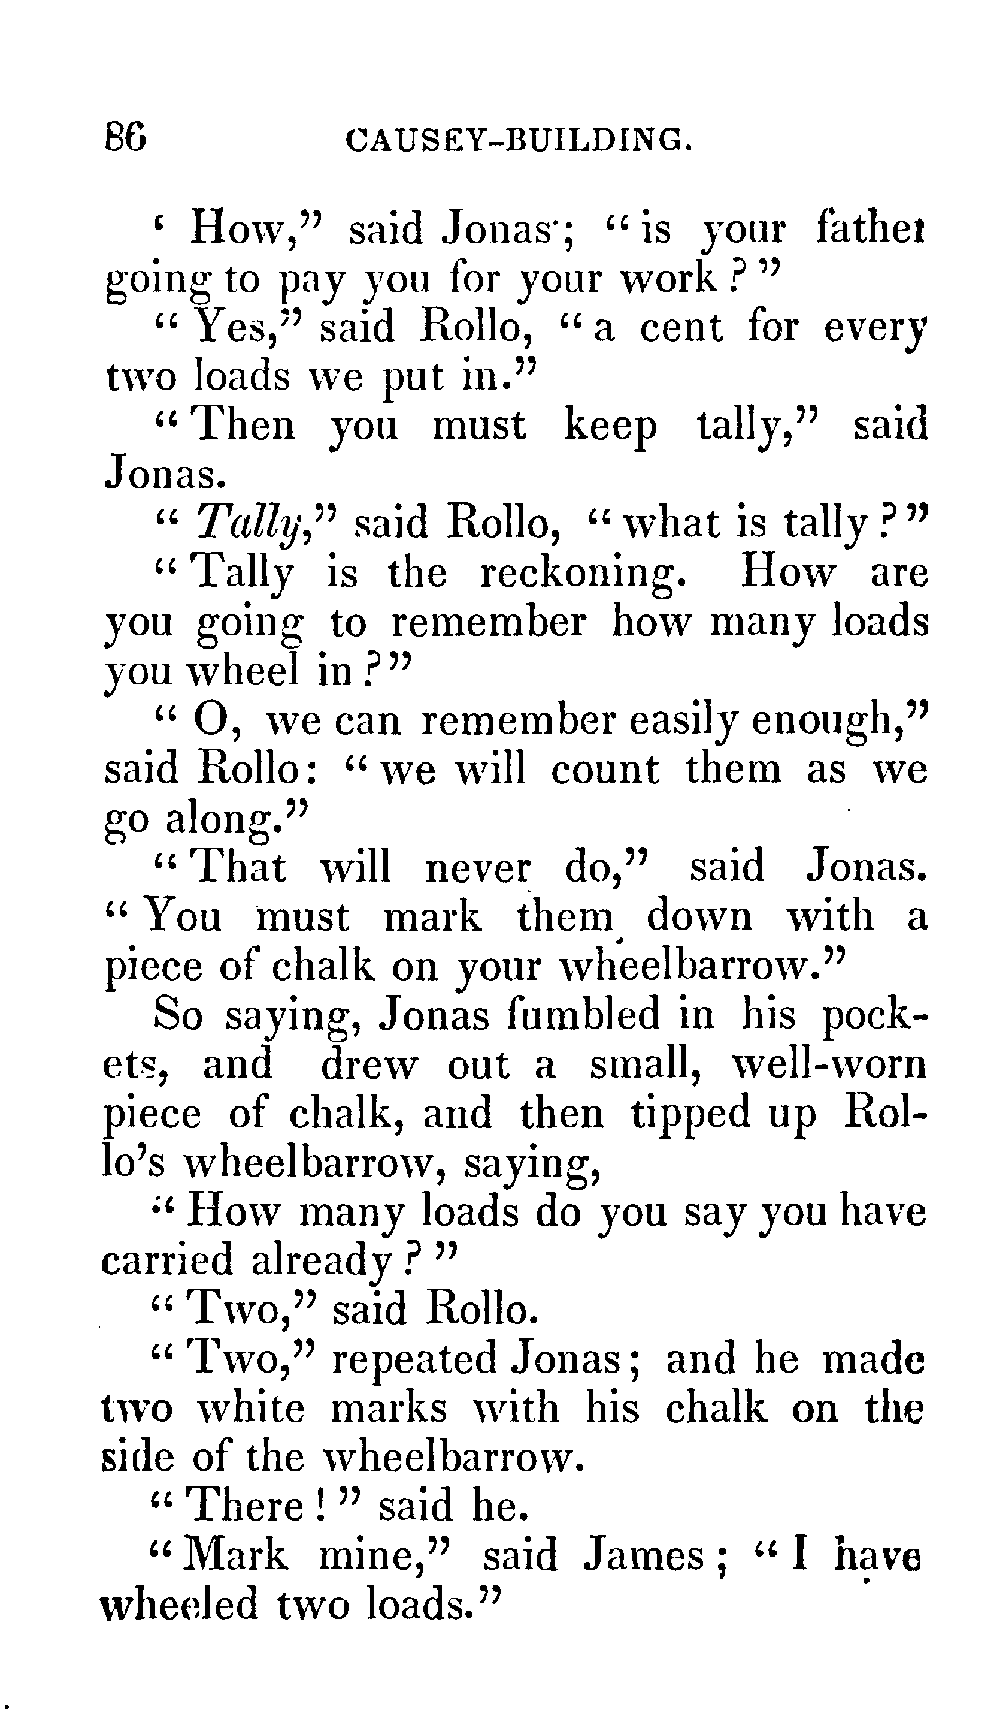 86 CAUSEY-BUILDING.
‘ How,” said Jonas; “ is your father
going to pay you for your work ? ”
“ Yes,” said Rollo, “ a cent for every
two loads we put in.”
“ Then you must keep tally,” said
Jonas.
“ Tally,” said Rollo, “ what is tally ? ”
“ Tally is the reckoning. How are
you going to remember how many loads
you wheel in ? ”
“ O, we can remember easily enough,”
said Rollo: “ we will count them as we
go along.”
“ That will never do,” said Jonas.
“ You must mark them down with a
piece of chalk on your wheelbarrow.”
So saying, Jonas fumbled in his pock-
ets, and drew out a small, well-worn
piece of chalk, and then tipped up Rol-
lo’s wheelbarrow, saying,
“ How many loads do you say you have
carried already ? ”
“ Two,” said Rollo.
“ Two,” repeated Jonas; and he made
two white marks with his chalk on the
side of the wheelbarrow.
“ There ! ” said he.
“ Mark mine,” said James ; “ I have
wheeled two loads.”